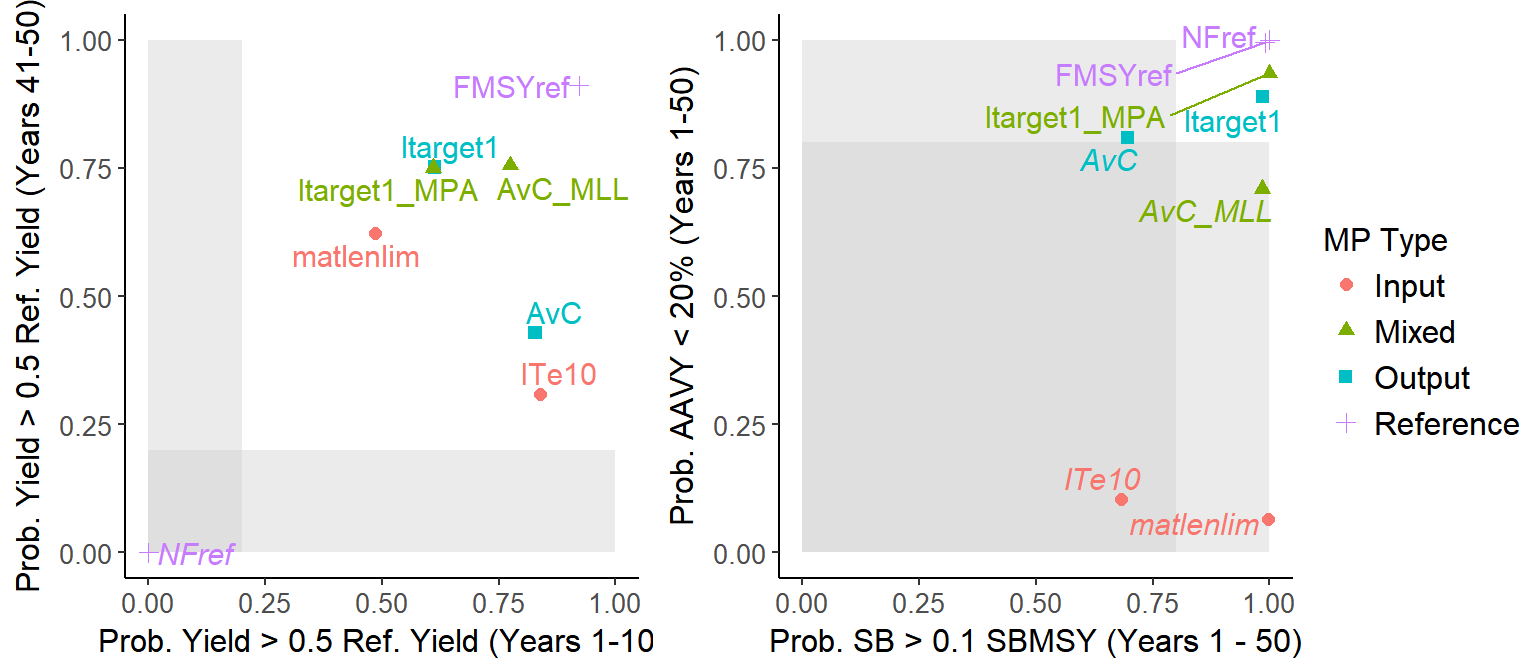 Prob. Yield > 0.5 Ref. Yield (Years 41-50)
1.00
0.75
0.50
0.25
0.00
FMSYref
Itarget1
Itarget1_MPA
AvC_MLL
matlenlim
AvC
ITe10
NFref
0.00 0.25 0.50 0.75 1.00
Prob. Yield > 0.5 Ref. Yield (Years 1-10
Prob. AAVY < 20% (Years 1-50)
1.00
0.75
0.50
0.25
0.00
NFref
FMSYref
Itarget1_MPA
Itarget1
AvC
AvC_MLL
ITe10
matlenlim
0.00 0.25 0.50 0.75 1.00
Prob. SB > 0.1 SBMSY (Years 1 - 50)
MP Type
Input
Mixed
Output
Reference